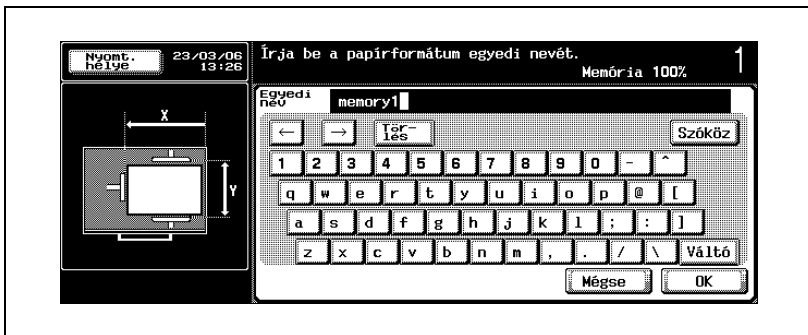 Nyomt.
hélye
23/03/06
13:26
Írja be a papírformátum egyedi nevét.
Memória 100%
1
Egyedi
név
memory1
← → Tör-
lés
Szóköz
1 2 3 4 5 6 7 8 9 0 - ^
q w e r t y u i o p @ [
a s d f g h j k l ; : ]
z x c v b n m , . / \ Váltó
Mégse OK
X
Y